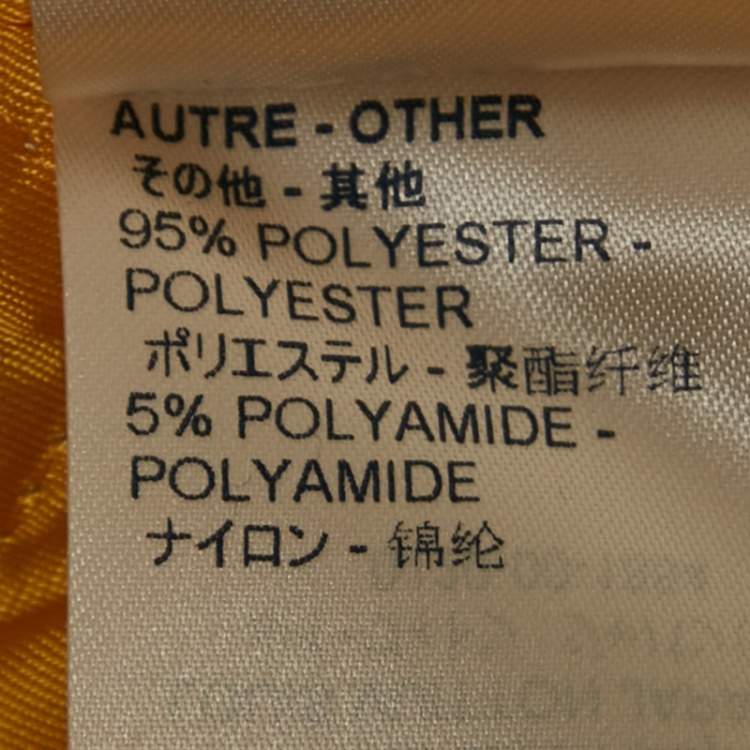 AUTRE - OTHER
その他 - 其他
95% POLYESTER -
POLYESTER
ポリエステル - 聚酯纤维
5% POLYAMIDE -
POLYAMIDE
ナイロン - 锦纶